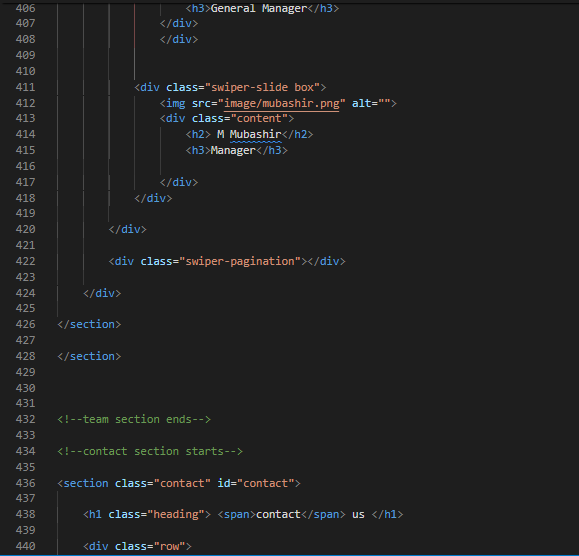 406 <h3>General Manager</h3>
407 </div>
408 </div>
409
410
411 <div class="swiper-slide box">
412 <img src="image/mubashir.png" alt="">
413 <div class="content">
414 <h2> M Mubashir</h2>
415 <h3>Manager</h3>
416
417 </div>
418 </div>
419
420 </div>
421
422 <div class="swiper-pagination"></div>
423
424 </div>
425
426 </section>
427
428 </section>
429
430
431
432 <!--team section ends-->
433
434 <!--contact section starts-->
435
436 <section class="contact" id="contact">
437
438 <h1 class="heading"> <span>contact</span> us </h1>
439
440 <div class="row">